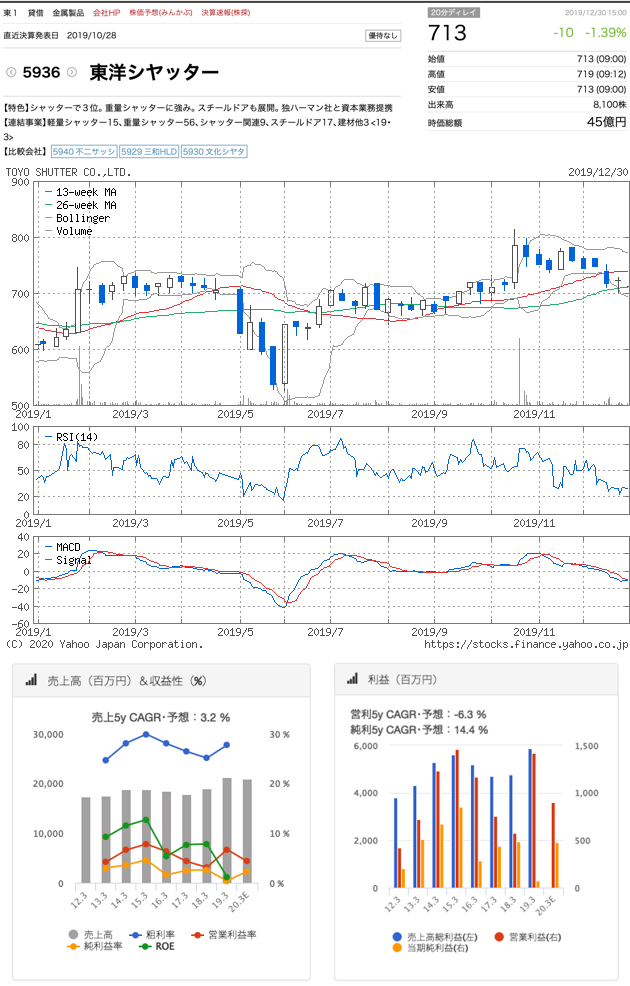 東1 貸借 金属製品 会社HP 株価予想(みんかぶ) 決算速報(株探)
直近決算発表日 2019/10/28 優待なし
5936 東洋シヤッター
【特色】シャッターで3位。重量シャッターに強み。スチールドアも展開。独ハーマン社と資本業務提携
【連結事業】軽量シャッター15、重量シャッター56、シャッター関連9、スチールドア17、建材他3 <19・
3>
【比較会社】 5940 不二サッシ 5929 三和HLD 5930 文化シヤタ
20分ディレイ 2019/12/30 15:00
713 -10 -1.39%
始値 713 (09:00)
高値 719 (09:12)
安値 713 (09:00)
出来高 8,100株
時価総額 45億円
TOYO SHUTTER CO.,LTD. 2019/12/30
900
800
700
600
500
13-week MA
26-week MA
Bollinger
Volume
2019/1 2019/3 2019/5 2019/7 2019/9 2019/11
100
80
50
20
0
RSI(14)
2019/1 2019/3 2019/5 2019/7 2019/9 2019/11
40
20
0
-20
-40
-60
MACD
Signal
2019/1 2019/3 2019/5 2019/7 2019/9 2019/11
(C) 2020 Yahoo Japan Corporation. https://stocks.finance.yahoo.co.jp
売上高（百万円）＆収益性（%）
売上5y CAGR・予想：3.2 %
30,000 30 %
20,000 20 %
10,000 10 %
0 0 %
12.3 13.3 14.3 15.3 16.3 17.3 18.3 19.3 20.3E
売上高 粗利率 営業利益率
純利益率 ROE
利益（百万円）
営利5y CAGR・予想：-6.3 %
純利5y CAGR・予想：14.4 %
6,000 1,500
4,000 1,000
2,000 500
0 0
12.3 13.3 14.3 15.3 16.3 17.3 18.3 19.3 20.3E
売上高総利益(左) 営業利益(右)
当期純利益(右)